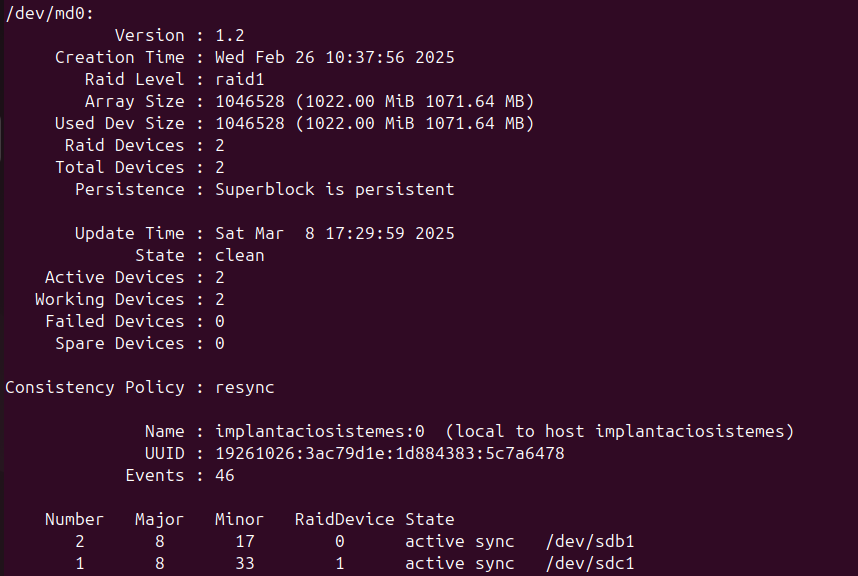 /dev/md0:
Version : 1.2
Creation Time : Wed Feb 26 10:37:56 2025
Raid Level : raid1
Array Size : 1046528 (1022.00 MiB 1071.64 MB)
Used Dev Size : 1046528 (1022.00 MiB 1071.64 MB)
Raid Devices : 2
Total Devices : 2
Persistence : Superblock is persistent
Update Time : Sat Mar  8 17:29:59 2025
State : clean
Active Devices : 2
Working Devices : 2
Failed Devices : 0
Spare Devices : 0
Consistency Policy : resync
Name : implantaciosistemes:0  (local to host implantaciosistemes)
UUID : 19261026:3ac79d1e:1d884383:5c7a6478
Events : 46
Number   Major   Minor   RaidDevice State
2       8       17        0      active sync   /dev/sdb1
1       8       33        1      active sync   /dev/sdc1